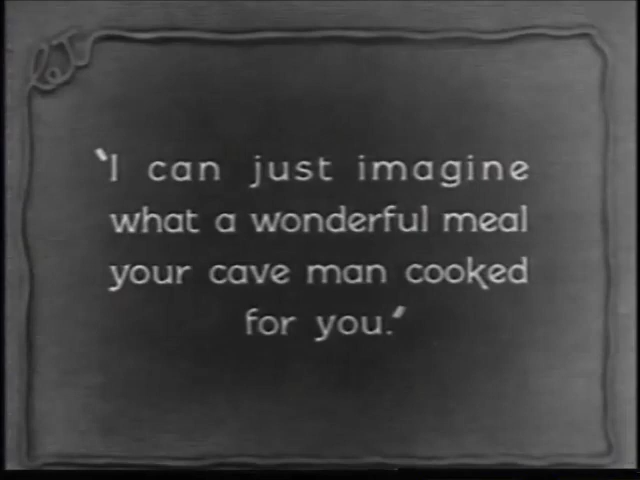 "I can just imagine
what a wonderful meal
your cave man cooked
for you."